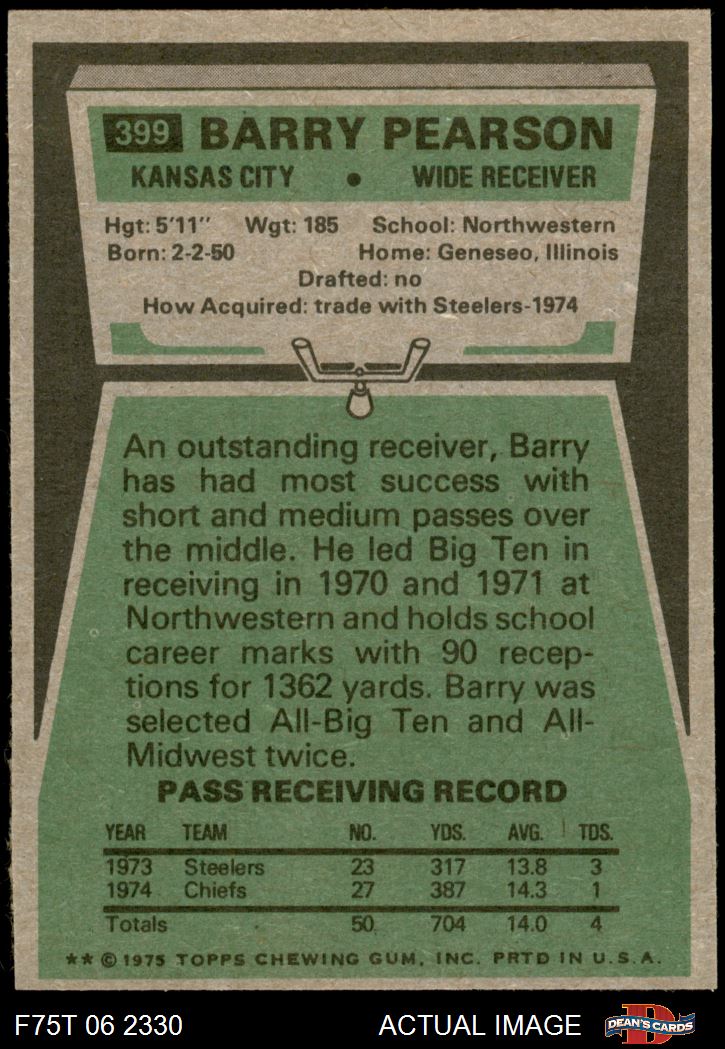 399 BARRY PEARSON
KANSAS CITY • WIDE RECEIVER
Hgt: 5'11" Wgt: 185 School: Northwestern
Born: 2-2-50 Home: Geneseo, Illinois
Drafted: no
How Acquired: trade with Steelers-1974
An outstanding receiver, Barry
has had most success with
short and medium passes over
the middle. He led Big Ten in
receiving in 1970 and 1971 at
Northwestern and holds school
career marks with 90 recep-
tions for 1362 yards. Barry was
selected All-Big Ten and All-
Midwest twice.
PASS RECEIVING RECORD
YEAR TEAM NO. YDS. AVG. TDS.
1973 Steelers 23 317 13.8 3
1974 Chiefs 27 387 14.3 1
Totals 50 704 14.0 4
** © 1975 TOPPS CHEWING GUM, INC. PRTD IN U.S.A.
F75T 06 2330 ACTUAL IMAGE D DEAN'S CARDS